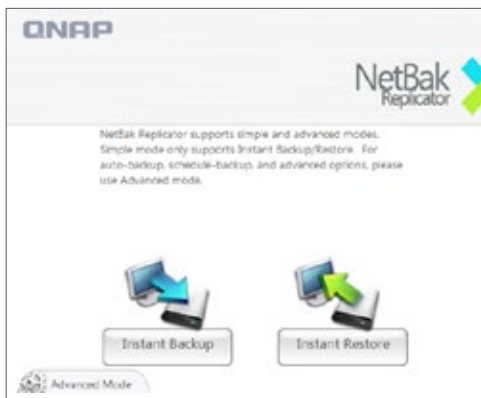 QNAP
NetBak
Replicator
NetBak Replicator supports simple and advanced modes.
Simple mode only supports Instant Backup/Restore. For
auto-backup, schedule-backup, and advanced options, please
use Advanced mode.
Instant Backup
Instant Restore
Advanced Mode